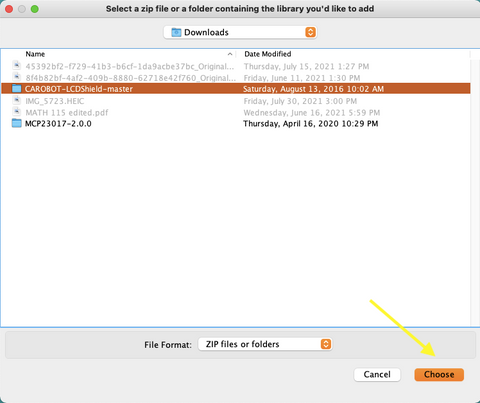 Select a zip file or a folder containing the library you'd like to add
Downloads
Name Date Modified
45392bf2-f729-41b3-b6cf-1da9acbe37bc_Original... Thursday, July 15, 2021 1:27 PM
8f4b82bf-4af2-409b-8880-62718e42f760_Original... Friday, June 11, 2021 1:30 PM
CAROBOT-LCDShield-master Saturday, August 13, 2016 10:02 AM
IMG_5723.HEIC Friday, July 30, 2021 3:00 PM
MATH 115 edited.pdf Wednesday, June 16, 2021 5:59 PM
MCP23017-2.0.0 Thursday, April 16, 2020 10:29 PM
File Format: ZIP files or folders
Cancel Choose